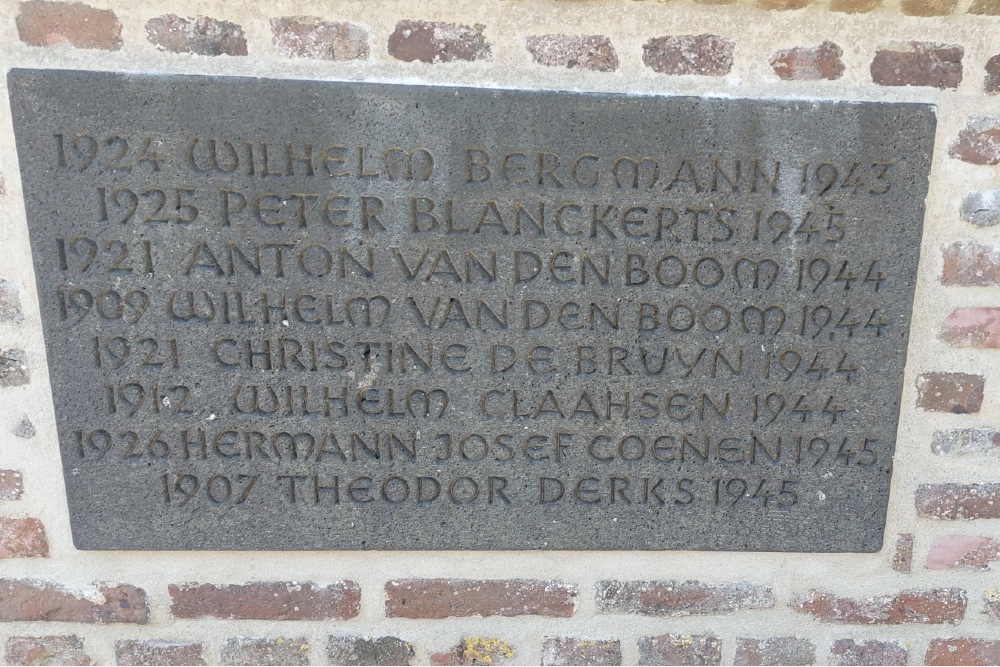 1924 WILHELM BERGMANN 1943
1925 PETER BLANCKERTS 1945
1921 ANTON VAN DEN BOOM 1944
1909 WILHELM VAN DEN BOOM 1944
1921 CHRISTINE DE BRUYN 1944
1912 WILHELM CLAAHSEN 1944
1926 HERMANN JOSEF COENEN 1945
1907 THEODOR DERKS 1945